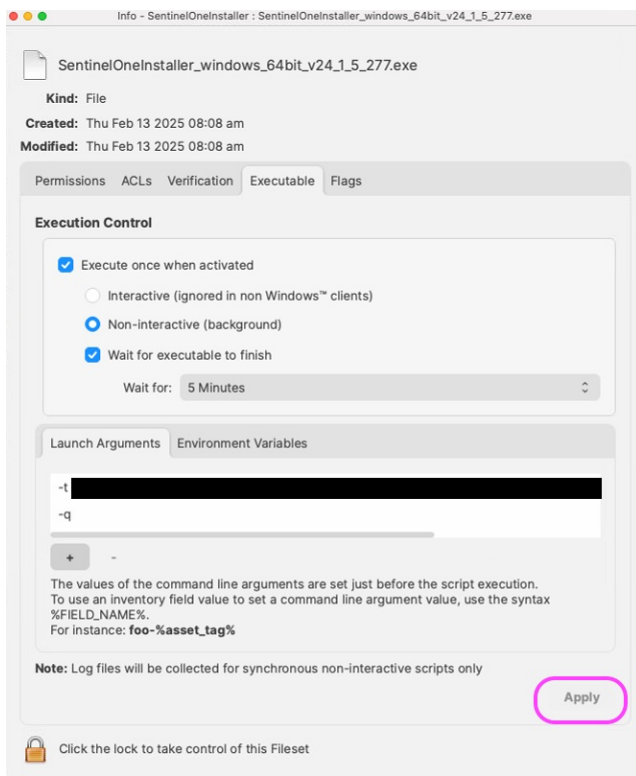 Info - SentinelOneInstaller : SentinelOneInstaller_windows_64bit_v24_1_5_277.exe
SentinelOneInstaller_windows_64bit_v24_1_5_277.exe
Kind: File
Created: Thu Feb 13 2025 08:08 am
Modified: Thu Feb 13 2025 08:08 am
Permissions ACLs Verification Executable Flags
Execution Control
Execute once when activated
Interactive (ignored in non Windows™ clients)
Non-interactive (background)
Wait for executable to finish
Wait for: 5 Minutes
Launch Arguments Environment Variables
-t
-q
+ -
The values of the command line arguments are set just before the script execution.
To use an inventory field value to set a command line argument value, use the syntax
%FIELD_NAME%.
For instance: foo-%asset_tag%
Note: Log files will be collected for synchronous non-interactive scripts only
Apply
Click the lock to take control of this Fileset